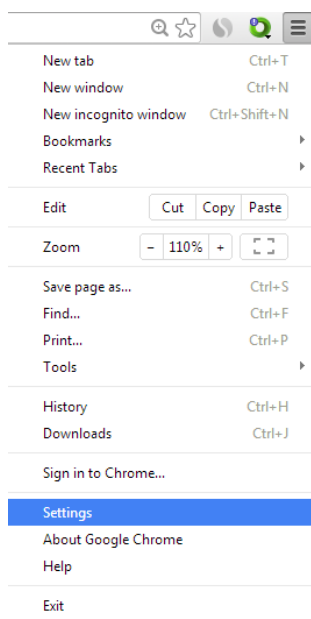 New tab Ctrl+T
New window Ctrl+N
New incognito window Ctrl+Shift+N
Bookmarks
Recent Tabs
Edit Cut Copy Paste
Zoom − 110% +
Save page as... Ctrl+S
Find... Ctrl+F
Print... Ctrl+P
Tools
History Ctrl+H
Downloads Ctrl+J
Sign in to Chrome...
Settings
About Google Chrome
Help
Exit